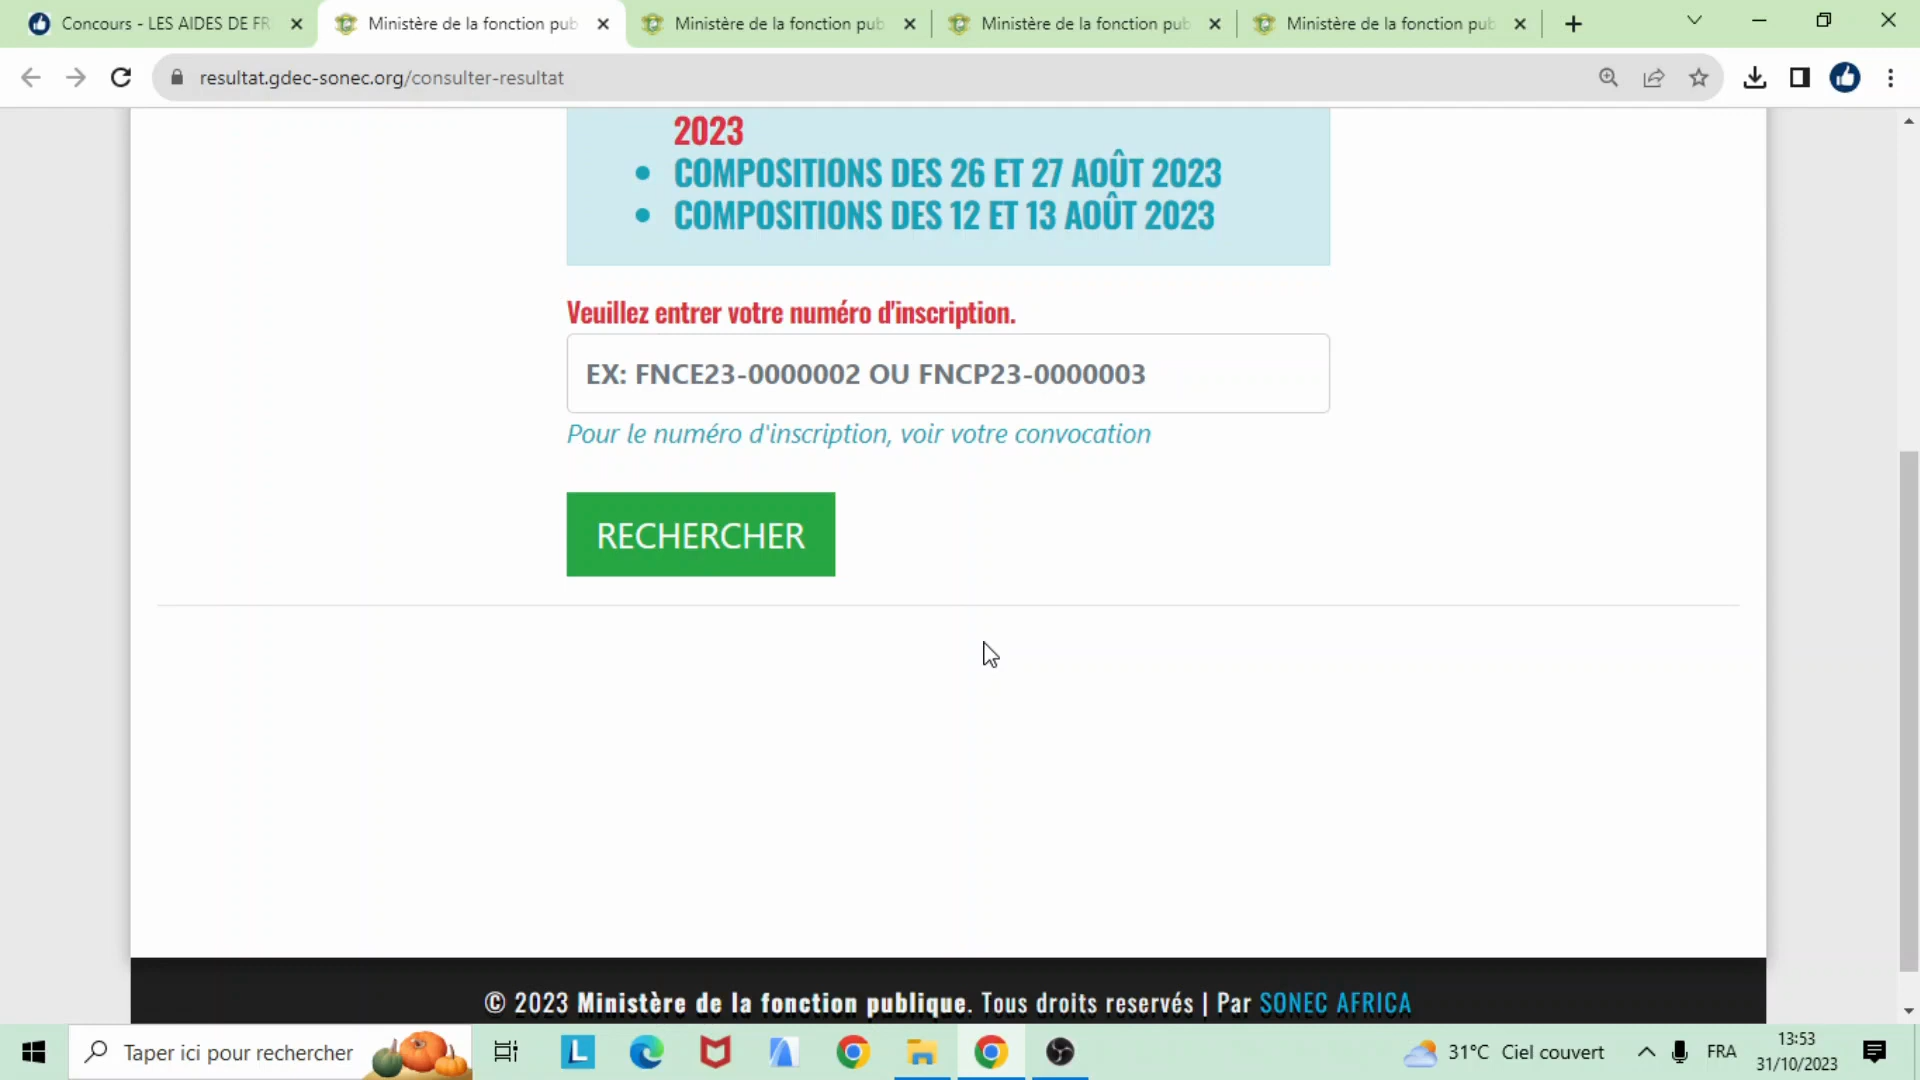 Concours - LES AIDES DE FR
Ministère de la fonction pub
Ministère de la fonction pub
Ministère de la fonction pub
Ministère de la fonction pub
resultat.gdec-sonec.org/consulter-resultat
2023
COMPOSITIONS DES 26 ET 27 AOÛT 2023
COMPOSITIONS DES 12 ET 13 AOÛT 2023
Veuillez entrer votre numéro d'inscription.
EX: FNCE23-0000002 OU FNCP23-0000003
Pour le numéro d'inscription, voir votre convocation
RECHERCHER
© 2023 Ministère de la fonction publique. Tous droits reservés | Par SONEC AFRICA
Taper ici pour rechercher
L
31°C Ciel couvert
FRA
13:53
31/10/2023